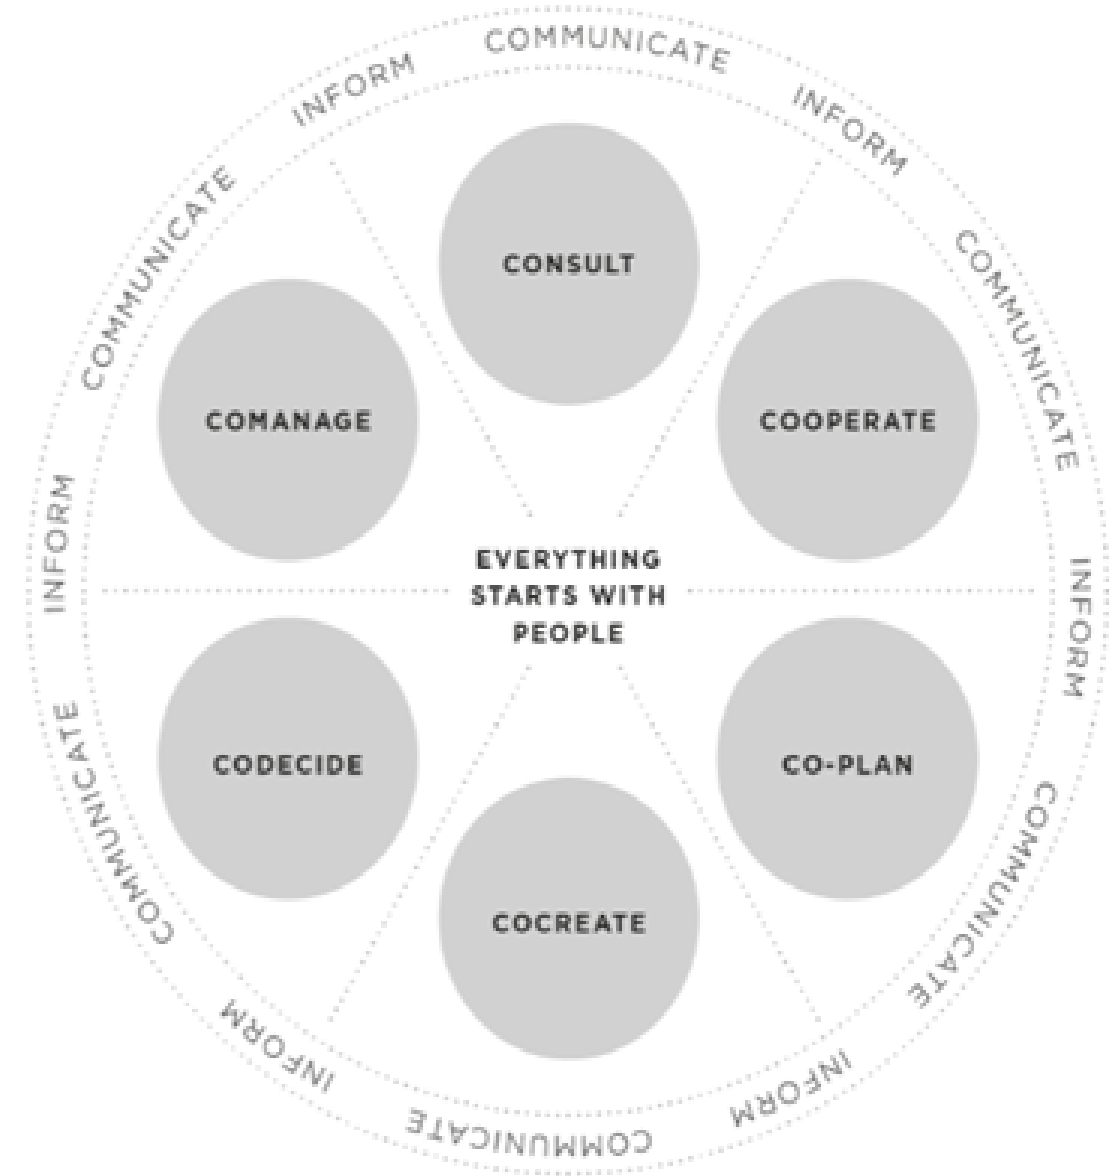 COMMUNICATE
INFORM
COMMUNICATE
INFORM
COMMUNICATE
INFORM
COMMUNICATE
INFORM
COMMUNICATE
INFORM
COMMUNICATE
INFORM
CONSULT
COOPERATE
CO-PLAN
COCREATE
CODECIDE
COMANAGE
EVERYTHING
STARTS WITH
PEOPLE